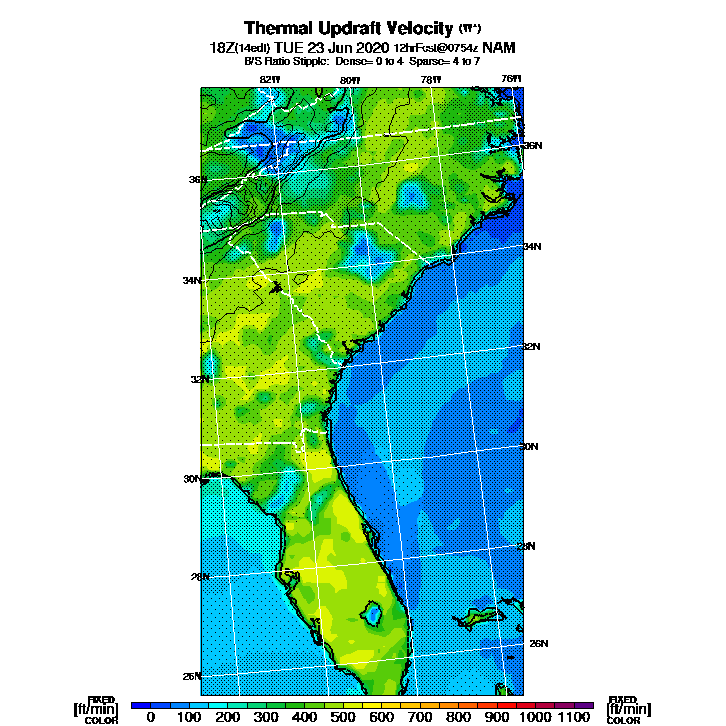 Thermal Updraft Velocity (W*)
18Z(14edt) TUE 23 Jun 2020 12hrFcst@0754z NAM
B/S Ratio Stipple: Dense= 0 to 4 Sparse= 4 to 7
82W 80W 78W 76W
36N
36N
34N
34N
32N
32N
30N
30N
28N
28N
26N
26N
FIXED FIXED
[ft/min] 0 100 200 300 400 500 600 700 800 900 1000 1100 [ft/min]
COLOR COLOR